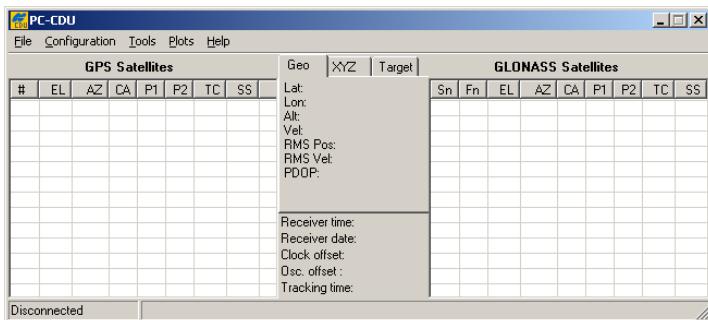 PC-CDU
File Configuration Tools Plots Help
GPS Satellites
# EL AZ CA P1 P2 TC SS
Geo XYZ Target
Lat:
Lon:
Alt:
Vel:
RMS Pos:
RMS Vel:
PDOP:
Receiver time:
Receiver date:
Clock offset:
Osc. offset :
Tracking time:
GLONASS Satellites
Sn Fn EL AZ CA P1 P2 TC SS
Disconnected